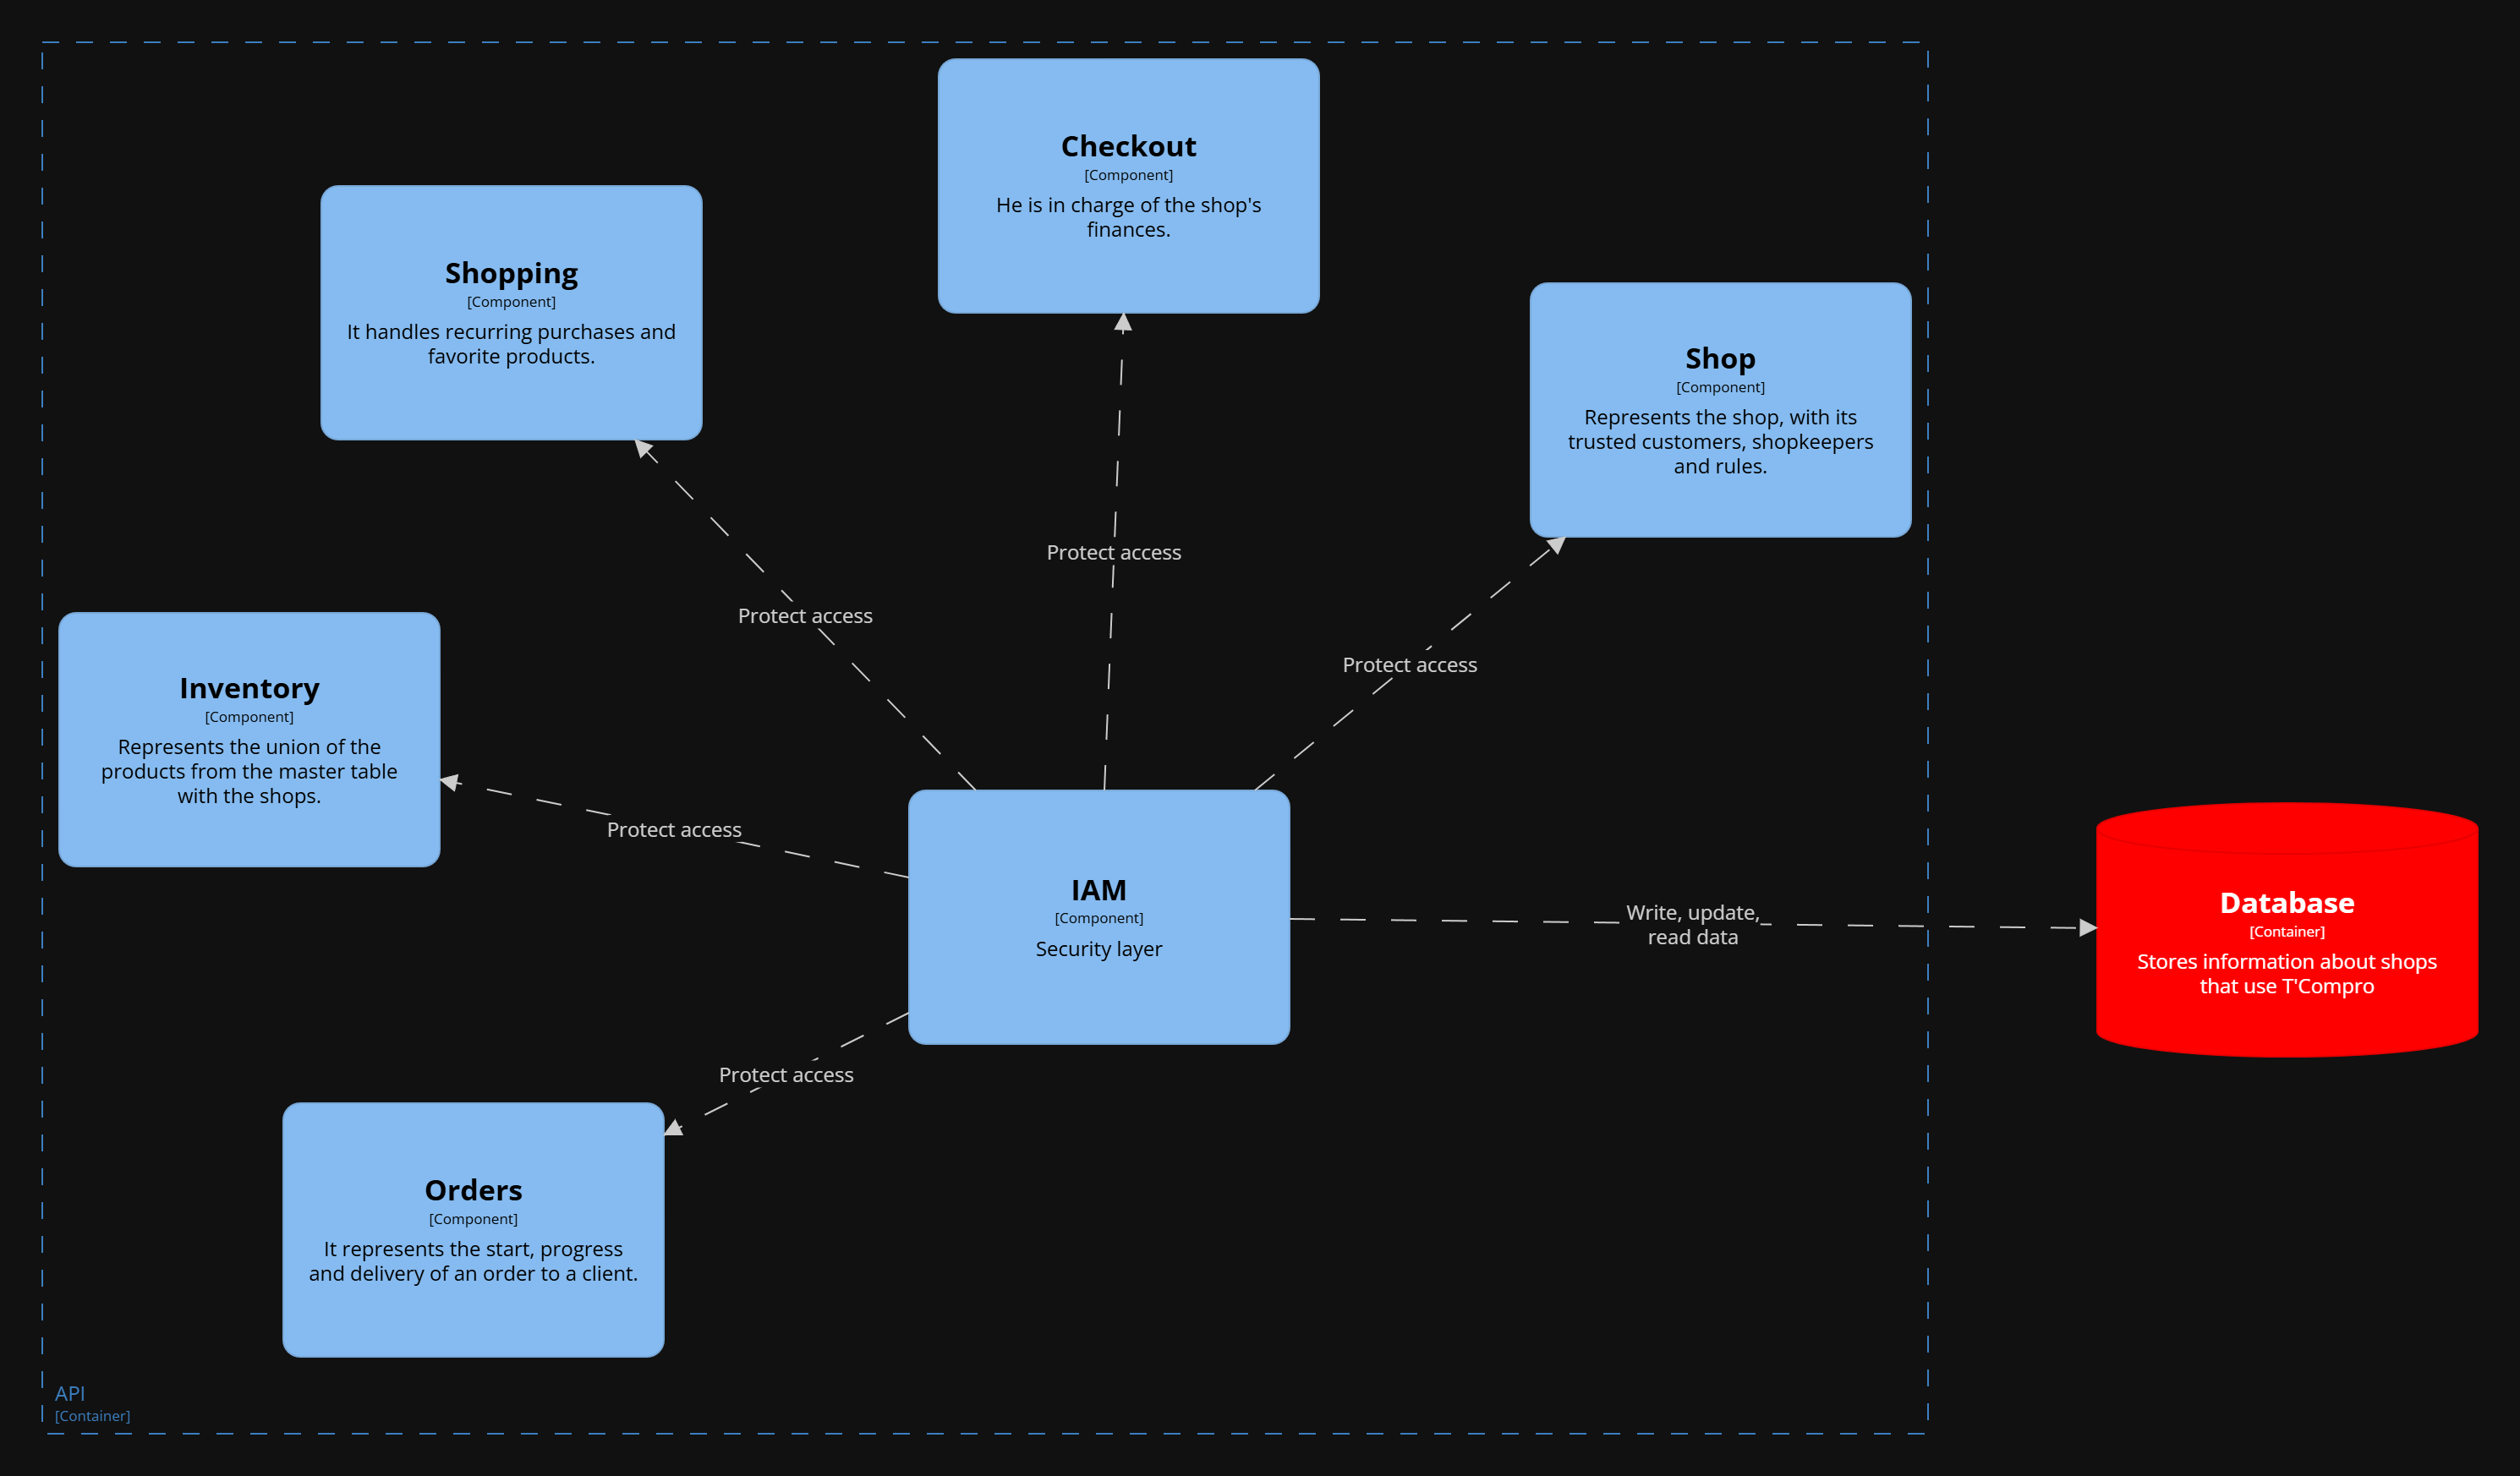 Checkout
[Component]
He is in charge of the shop's
finances.
Shopping
[Component]
It handles recurring purchases and
favorite products.
Shop
[Component]
Represents the shop, with its
trusted customers, shopkeepers
and rules.
Protect access
Protect access
Protect access
Inventory
[Component]
Represents the union of the
products from the master table
with the shops.
Protect access
IAM
[Component]
Security layer
Write, update,
read data
Database
[Container]
Stores information about shops
that use T'Compro
Protect access
Orders
[Component]
It represents the start, progress
and delivery of an order to a client.
API
[Container]